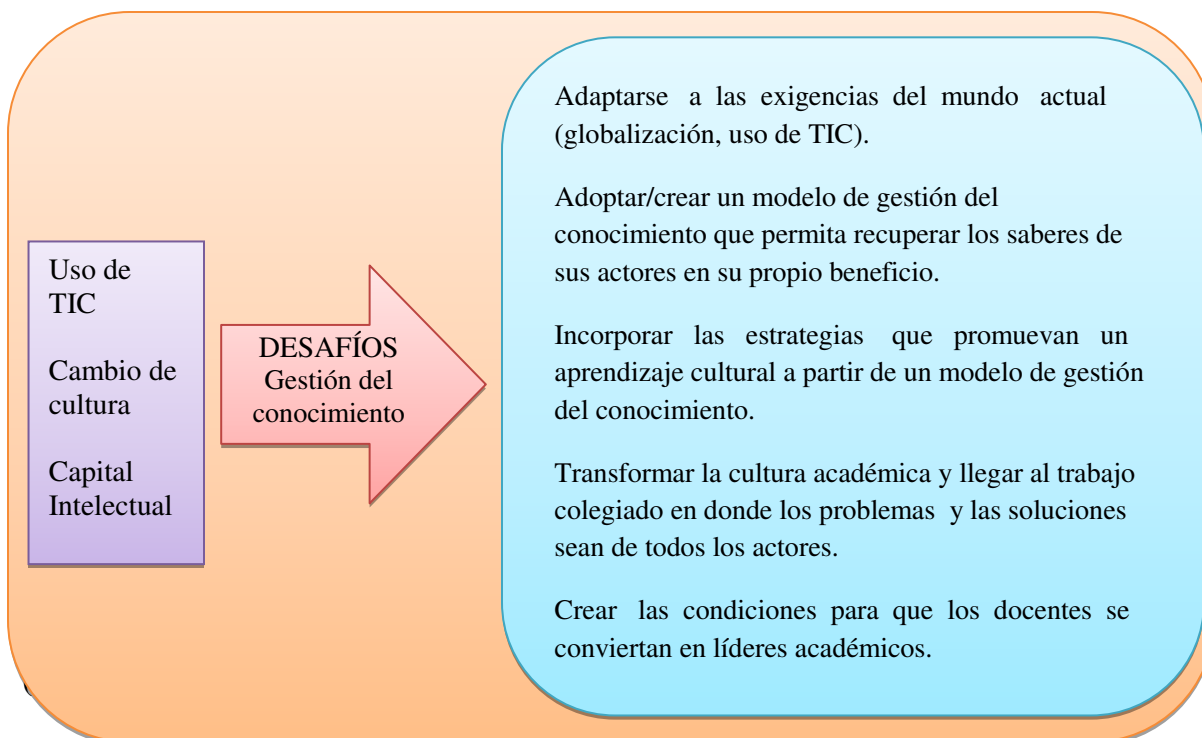 Uso de
TIC
Cambio de
cultura
Capital
Intelectual
DESAFÍOS
Gestión del
conocimiento
Adaptarse a las exigencias del mundo actual
(globalización, uso de TIC).
Adoptar/crear un modelo de gestión del
conocimiento que permita recuperar los saberes de
sus actores en su propio beneficio.
Incorporar las estrategias que promuevan un
aprendizaje cultural a partir de un modelo de gestión
del conocimiento.
Transformar la cultura académica y llegar al trabajo
colegiado en donde los problemas y las soluciones
sean de todos los actores.
Crear las condiciones para que los docentes se
conviertan en líderes académicos.